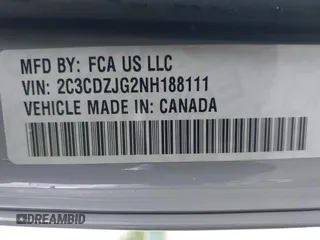 MFD BY: FCA US LLC
VIN: 2C3CDZJG2NH188111
VEHICLE MADE IN: CANADA
DREAMBID